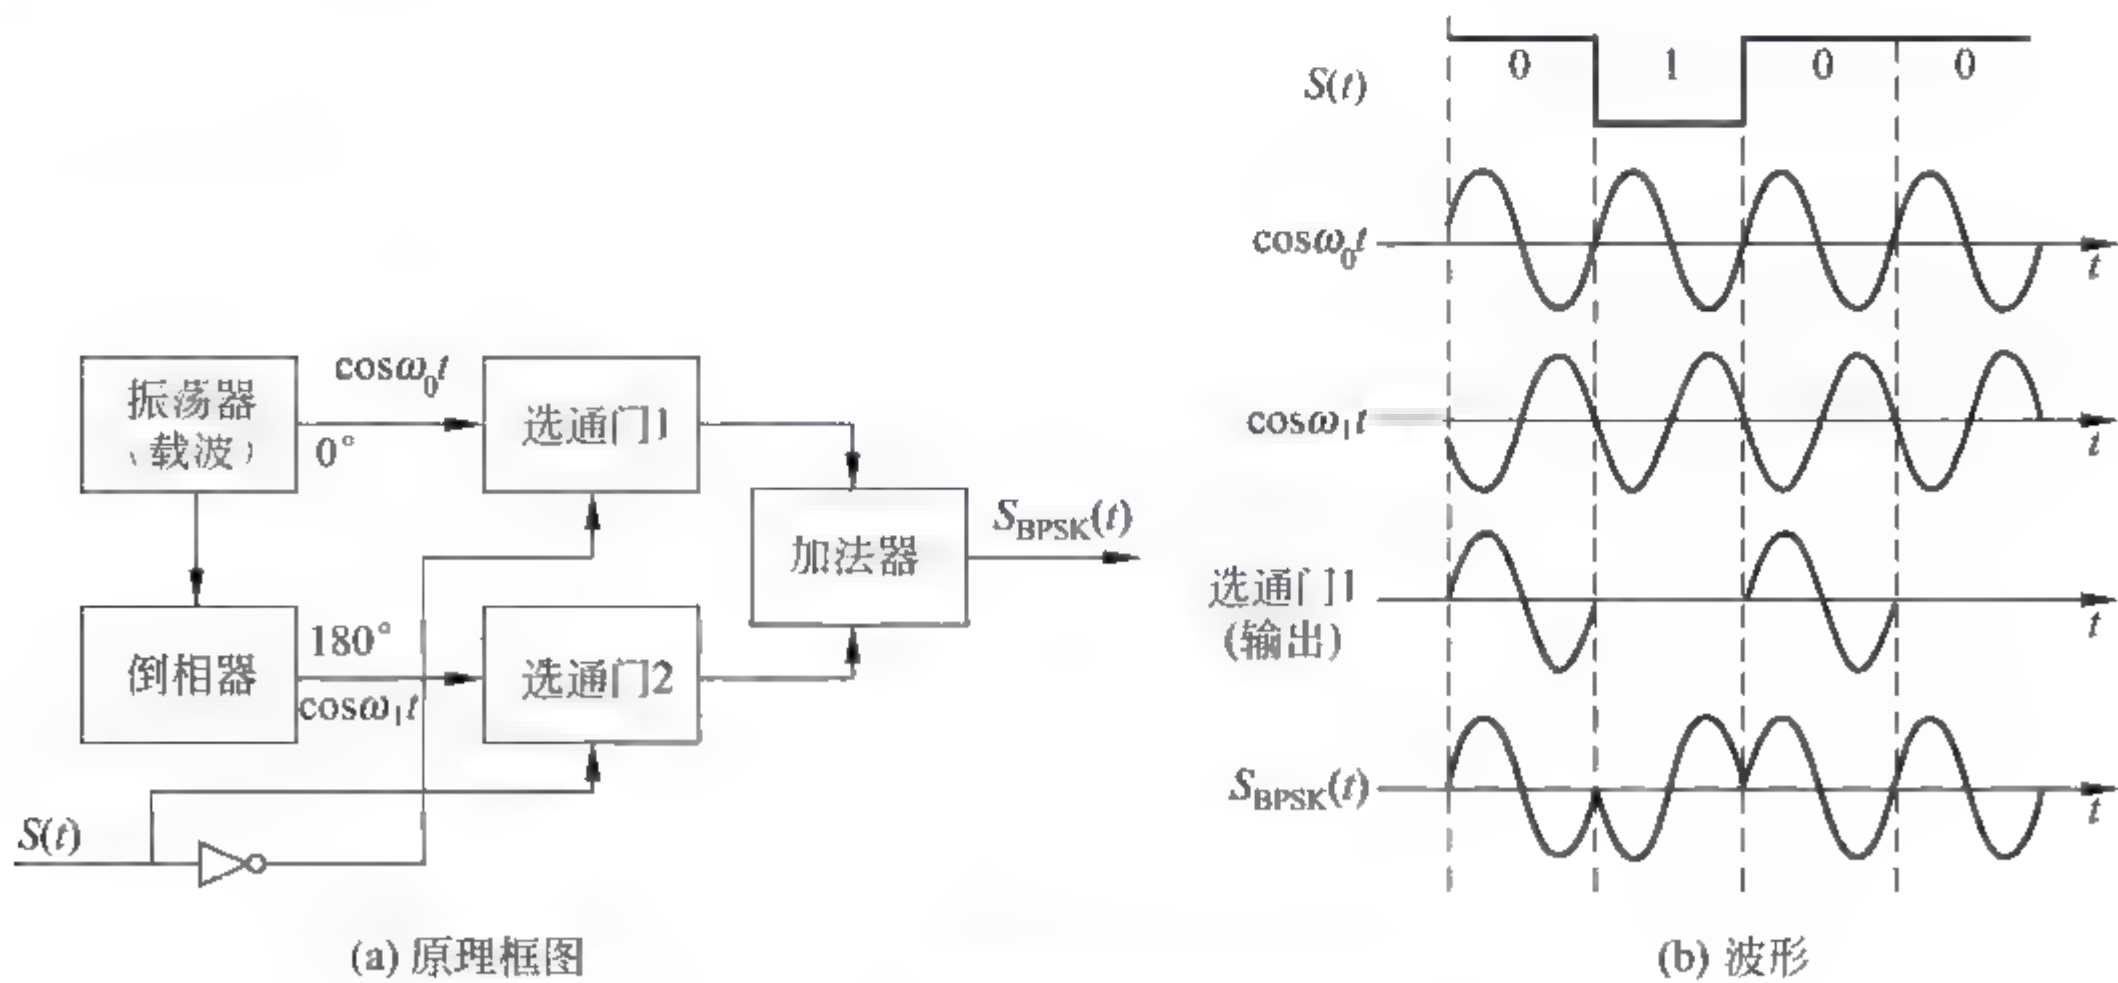 振荡器
(载波)
cosω₀t
0°
选通门1
加法器
S_BPSK(t)
倒相器
180°
cosω₁t
选通门2
S(t)
(a) 原理框图
S(t)
0 1 0 0
cosω₀t
t
cosω₁t
t
选通门1
(输出)
t
S_BPSK(t)
t
(b) 波形